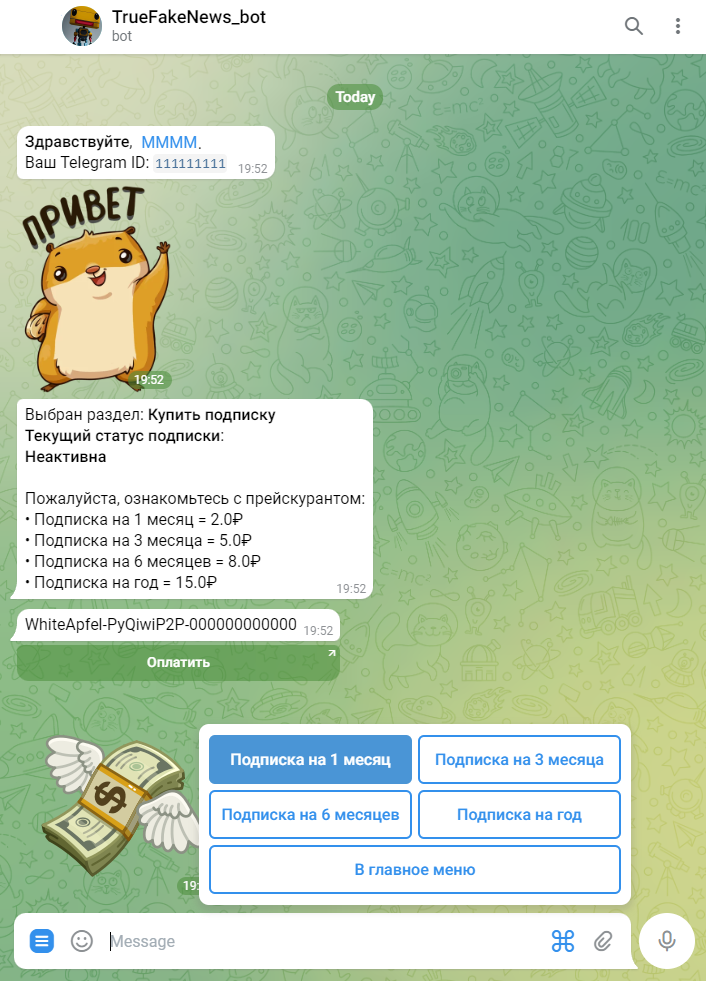 TrueFakeNews_bot
bot
Today
Здравствуйте, MMMM.
Ваш Telegram ID: 111111111 19:52
ПРИВЕТ
19:52
Выбран раздел: Купить подписку
Текущий статус подписки:
Неактивна
Пожалуйста, ознакомьтесь с прейскурантом:
• Подписка на 1 месяц = 2.0₽
• Подписка на 3 месяца = 5.0₽
• Подписка на 6 месяцев = 8.0₽
• Подписка на год = 15.0₽ 19:52
WhiteApfel-PyQiwiP2P-000000000000 19:52
Оплатить
$
Подписка на 1 месяц Подписка на 3 месяца
Подписка на 6 месяцев Подписка на год
В главное меню
19:
Message